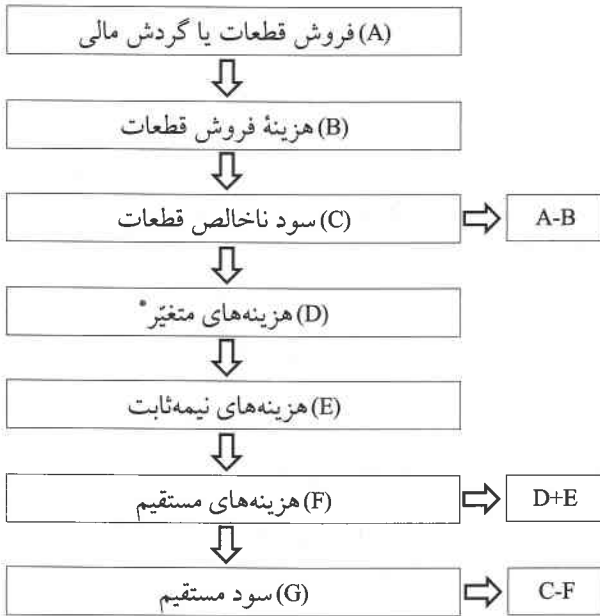 (A) فروش قطعات یا گردش مالی
(B) هزینهٔ فروش قطعات
(C) سود ناخالص قطعات
A-B
(D) هزینه‌های متغیّر*
(E) هزینه‌های نیمه‌ثابت
(F) هزینه‌های مستقیم
D+E
(G) سود مستقیم
C-F